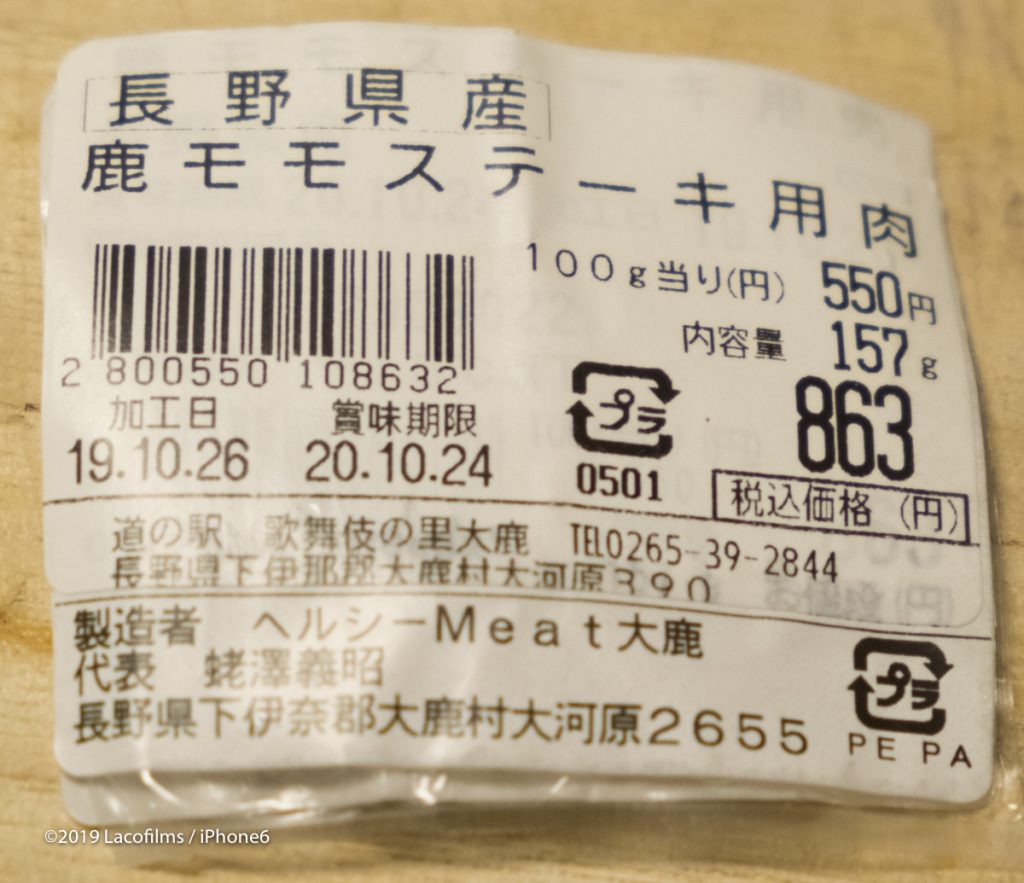 長野県産
鹿モモステーキ用肉
100g当り(円) 550円
内容量 157g
2 800550 108632
863
加工日 賞味期限
19.10.26 20.10.24
プラ
0501
税込価格 (円)
道の駅 歌舞伎の里大鹿 TEL0265-39-2844
長野県下伊那郡大鹿村大河原390
製造者 ヘルシーMeat大鹿
代表 蛯澤義昭
長野県下伊奈郡大鹿村大河原2655
プラ
PE PA
©2019 Lacofilms / iPhone6